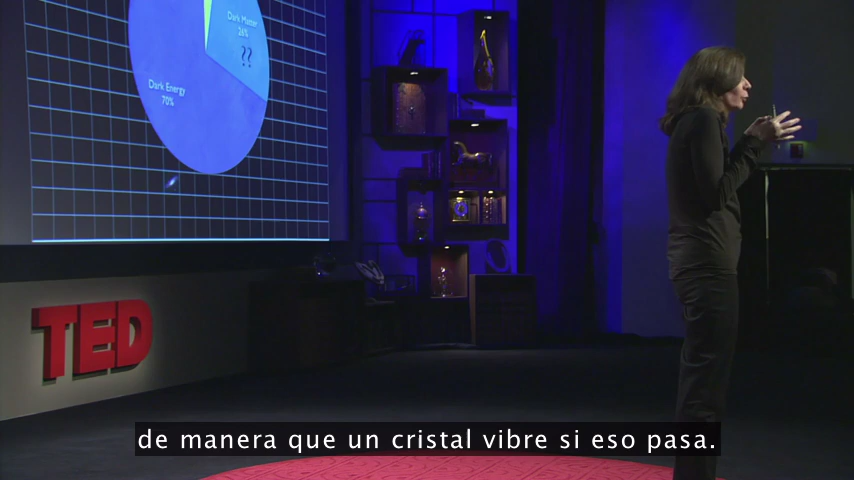 Dark Matter
26%
??
Dark Energy
70%
TED
de manera que un cristal vibre si eso pasa.